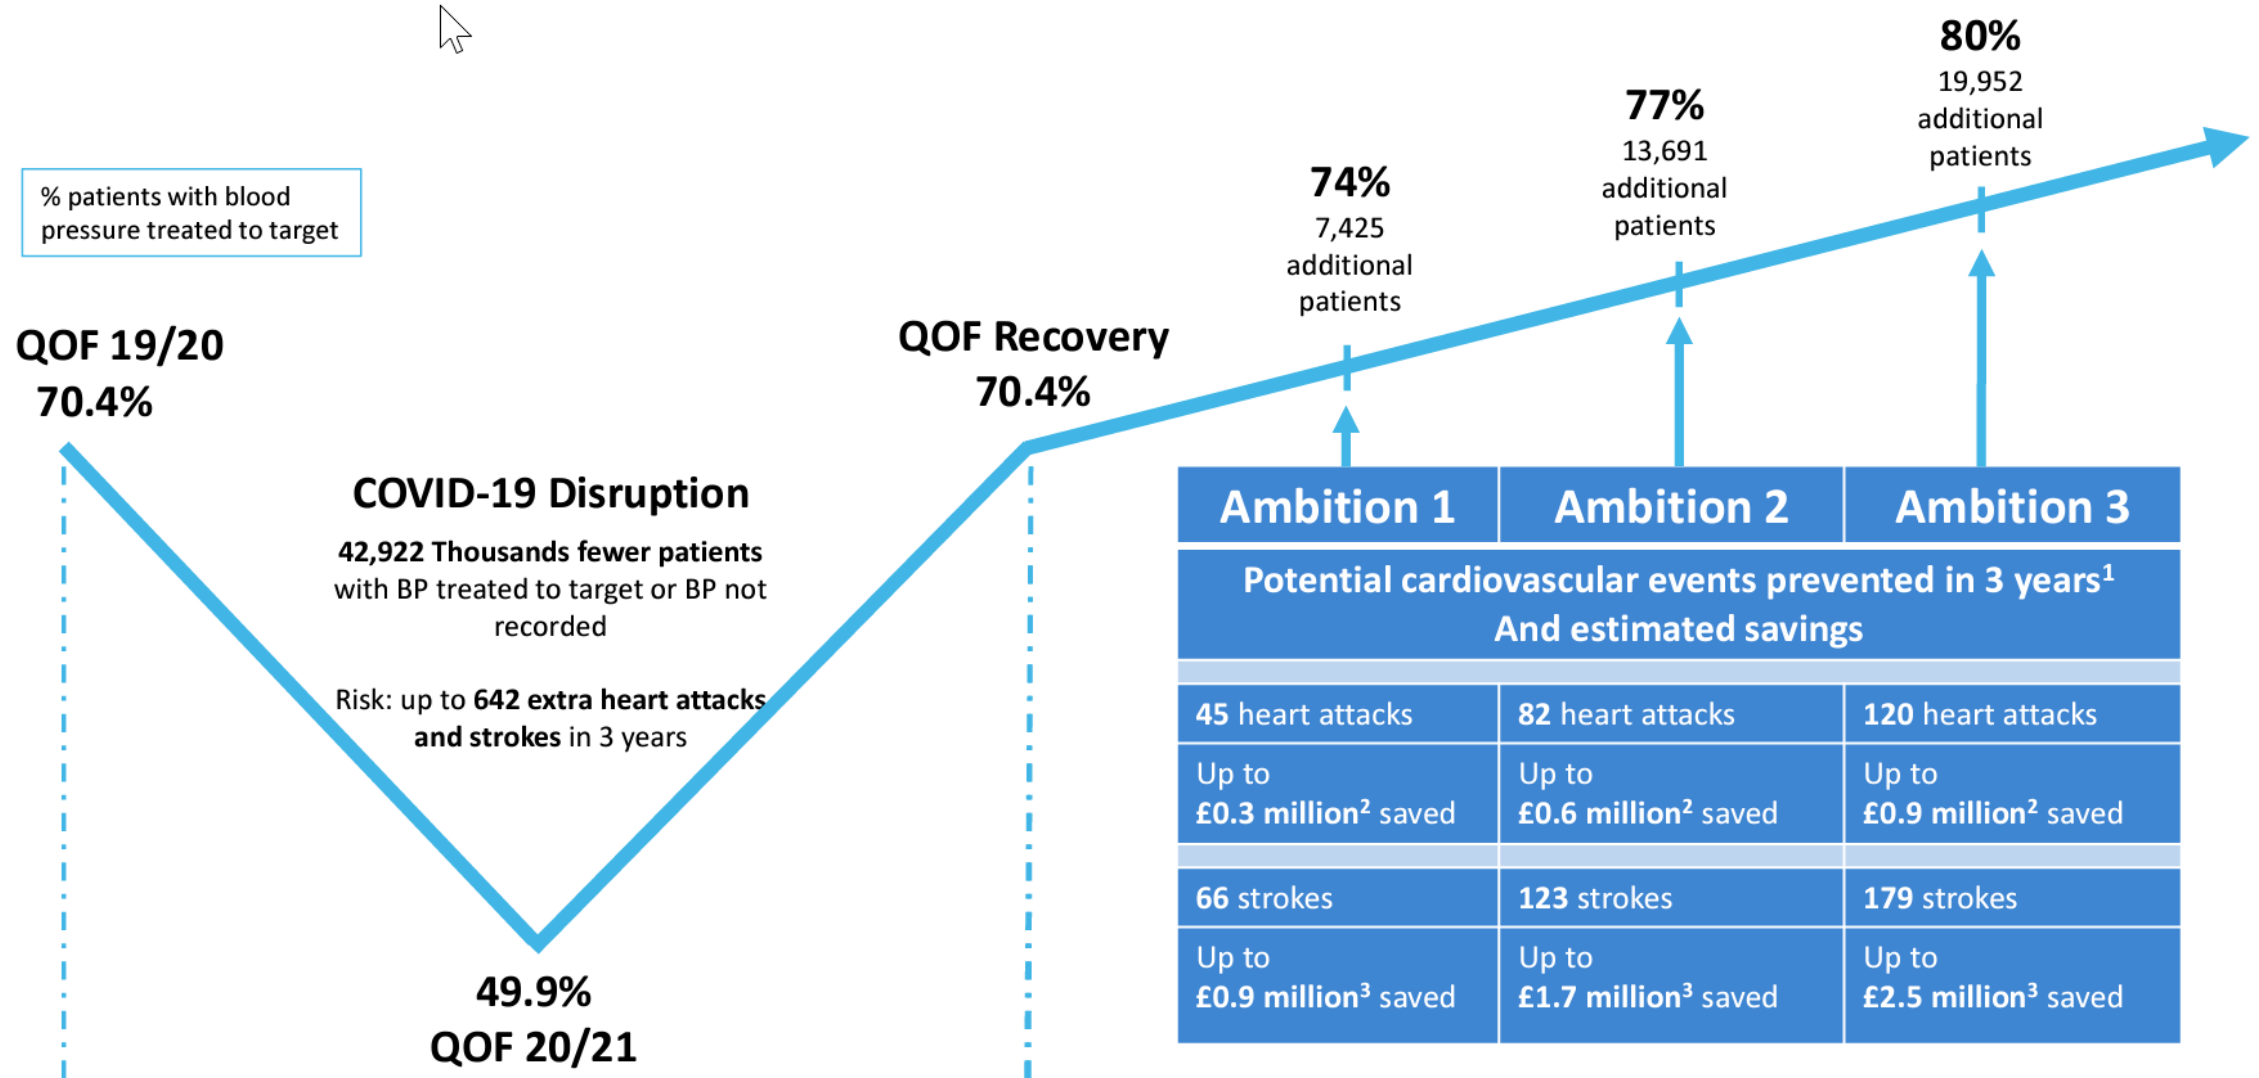 % patients with blood
pressure treated to target
QOF 19/20
70.4%
COVID-19 Disruption
42,922 Thousands fewer patients
with BP treated to target or BP not
recorded
Risk: up to 642 extra heart attacks
and strokes in 3 years
49.9%
QOF 20/21
QOF Recovery
70.4%
74%
7,425
additional
patients
77%
13,691
additional
patients
80%
19,952
additional
patients
Ambition 1 Ambition 2 Ambition 3
Potential cardiovascular events prevented in 3 years¹
And estimated savings
45 heart attacks 82 heart attacks 120 heart attacks
Up to Up to Up to
£0.3 million² saved £0.6 million² saved £0.9 million² saved
66 strokes 123 strokes 179 strokes
Up to Up to Up to
£0.9 million³ saved £1.7 million³ saved £2.5 million³ saved